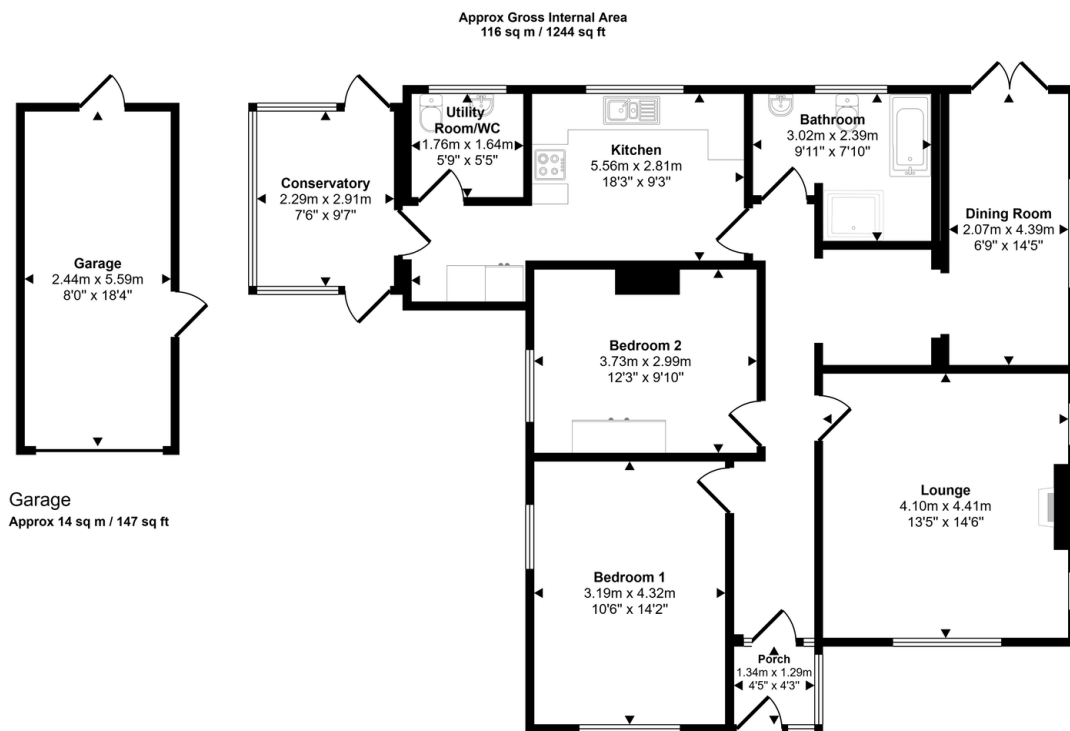 Approx Gross Internal Area
116 sq m / 1244 sq ft
Utility
Room/WC
1.76m x 1.64m
5'9" x 5'5"
Kitchen
5.56m x 2.81m
18'3" x 9'3"
Bathroom
3.02m x 2.39m
9'11" x 7'10"
Conservatory
2.29m x 2.91m
7'6" x 9'7"
Dining Room
2.07m x 4.39m
6'9" x 14'5"
Garage
2.44m x 5.59m
8'0" x 18'4"
Bedroom 2
3.73m x 2.99m
12'3" x 9'10"
Garage
Approx 14 sq m / 147 sq ft
Lounge
4.10m x 4.41m
13'5" x 14'6"
Bedroom 1
3.19m x 4.32m
10'6" x 14'2"
Porch
1.34m x 1.29m
4'5" x 4'3"